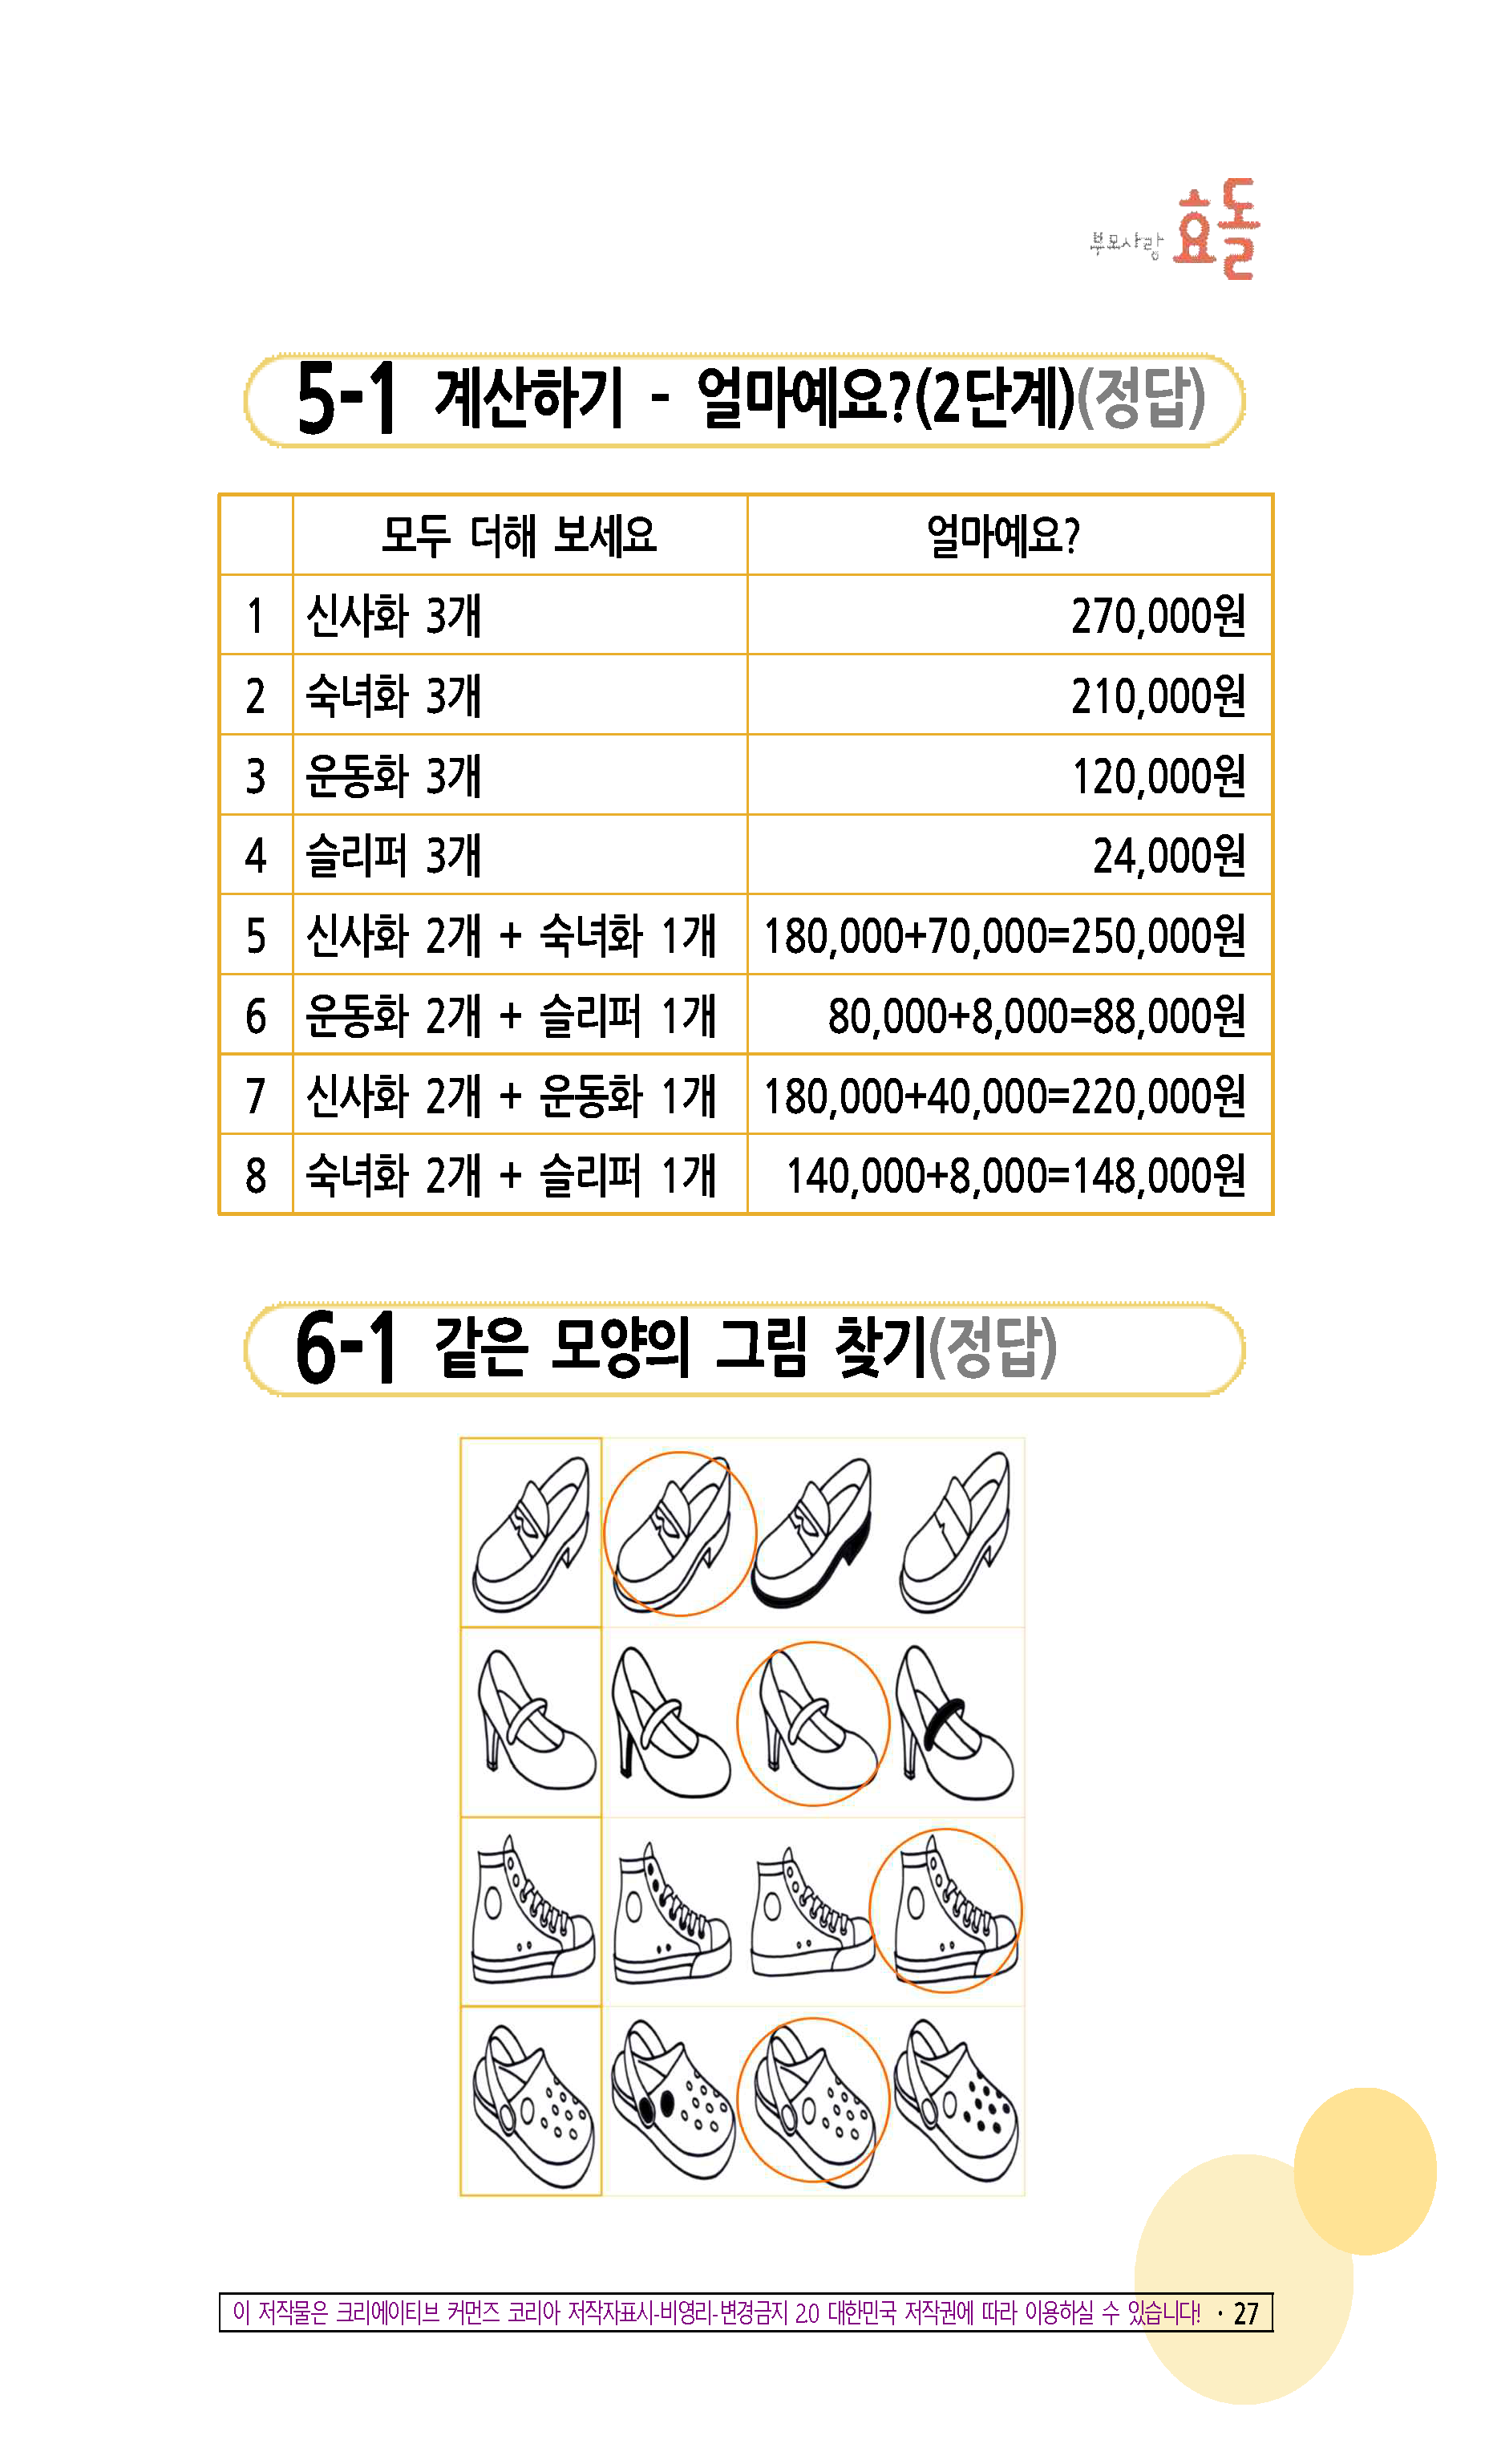 부모사랑 효돌
5-1 계산하기 - 얼마예요?(2단계)(정답)
모두 더해 보세요 얼마예요?
1 신사화 3개 270,000원
2 숙녀화 3개 210,000원
3 운동화 3개 120,000원
4 슬리퍼 3개 24,000원
5 신사화 2개 + 숙녀화 1개 180,000+70,000=250,000원
6 운동화 2개 + 슬리퍼 1개 80,000+8,000=88,000원
7 신사화 2개 + 운동화 1개 180,000+40,000=220,000원
8 숙녀화 2개 + 슬리퍼 1개 140,000+8,000=148,000원
6-1 같은 모양의 그림 찾기(정답)
이 저작물은 크리에이티브 커먼즈 코리아 저작자표시-비영리-변경금지 2.0 대한민국 저작권에 따라 이용하실 수 있습니다! · 27